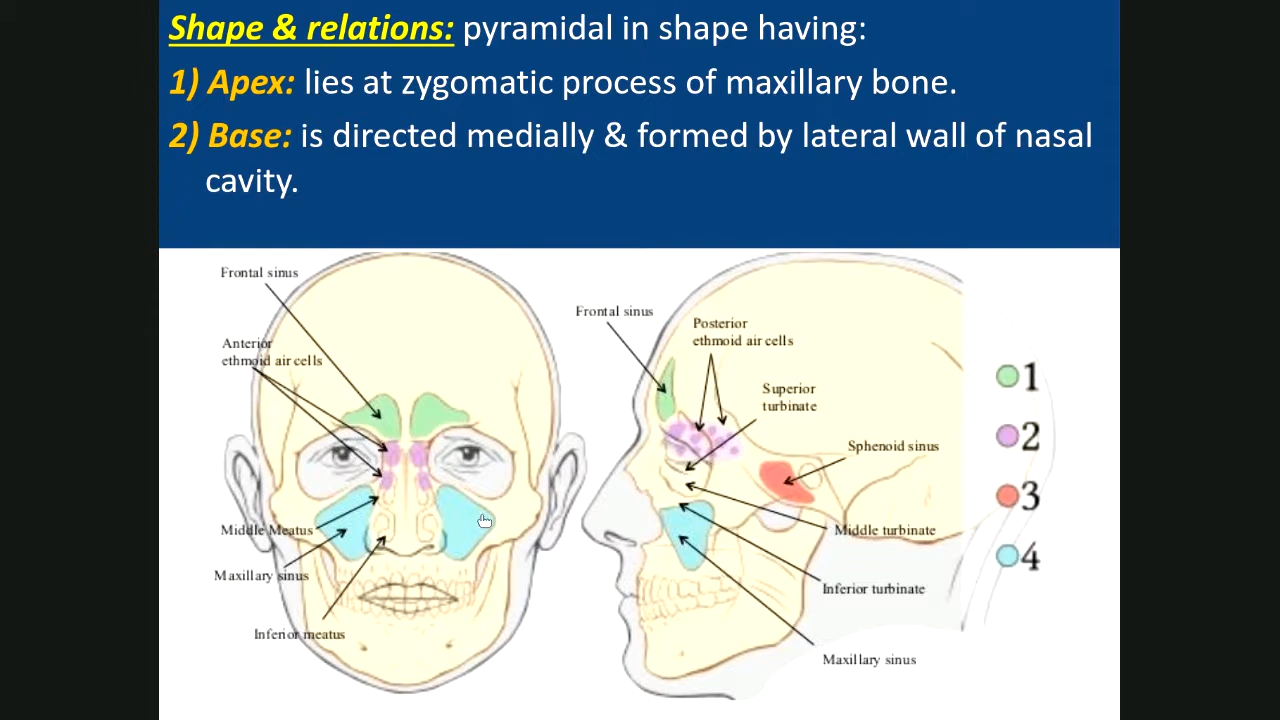 Shape & relations: pyramidal in shape having:
1) Apex: lies at zygomatic process of maxillary bone.
2) Base: is directed medially & formed by lateral wall of nasal
cavity.
Frontal sinus
Anterior
ethmoid air cells
Middle Meatus
Maxillary sinus
Inferior meatus
Frontal sinus
Posterior
ethmoid air cells
Superior
turbinate
Sphenoid sinus
Middle turbinate
Inferior turbinate
Maxillary sinus
1
2
3
4